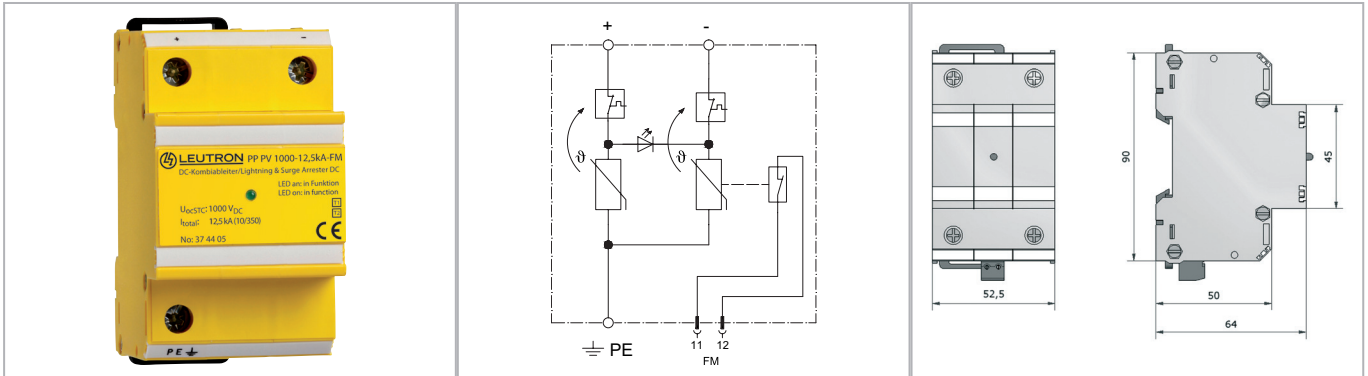 + -
LEUTRON PP PV 1000-12,5kA-FM
DC-Kombiableiter/Lightning & Surge Arrester DC
LED an: in Funktion
LED on: in function
T1
T2
UocSTC: 1000 VDC
Itotal: 12,5 kA (10/350)
CE
No: 37 44 05
PE
+ -
ϑ ϑ
PE
11 12
FM
90
45
52,5
50
64